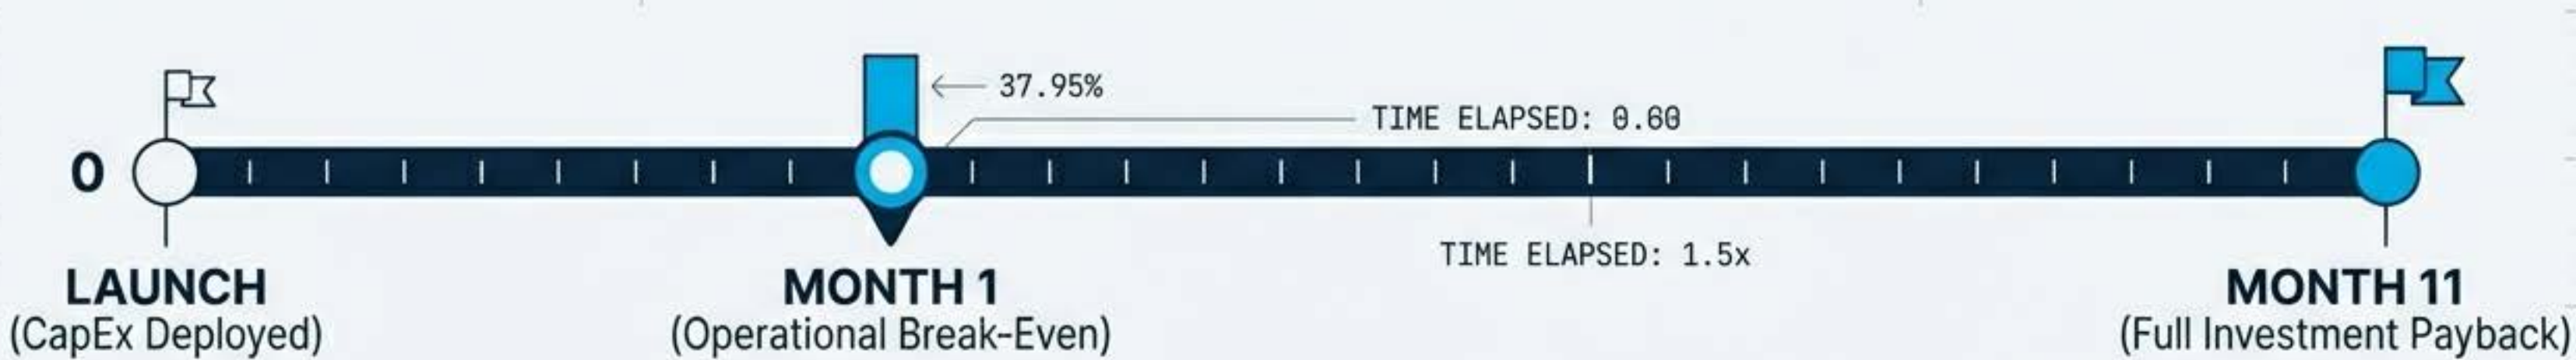 37.95%
TIME ELAPSED: 0.60
0
TIME ELAPSED: 1.5x
LAUNCH
(CapEx Deployed)
MONTH 1
(Operational Break-Even)
MONTH 11
(Full Investment Payback)